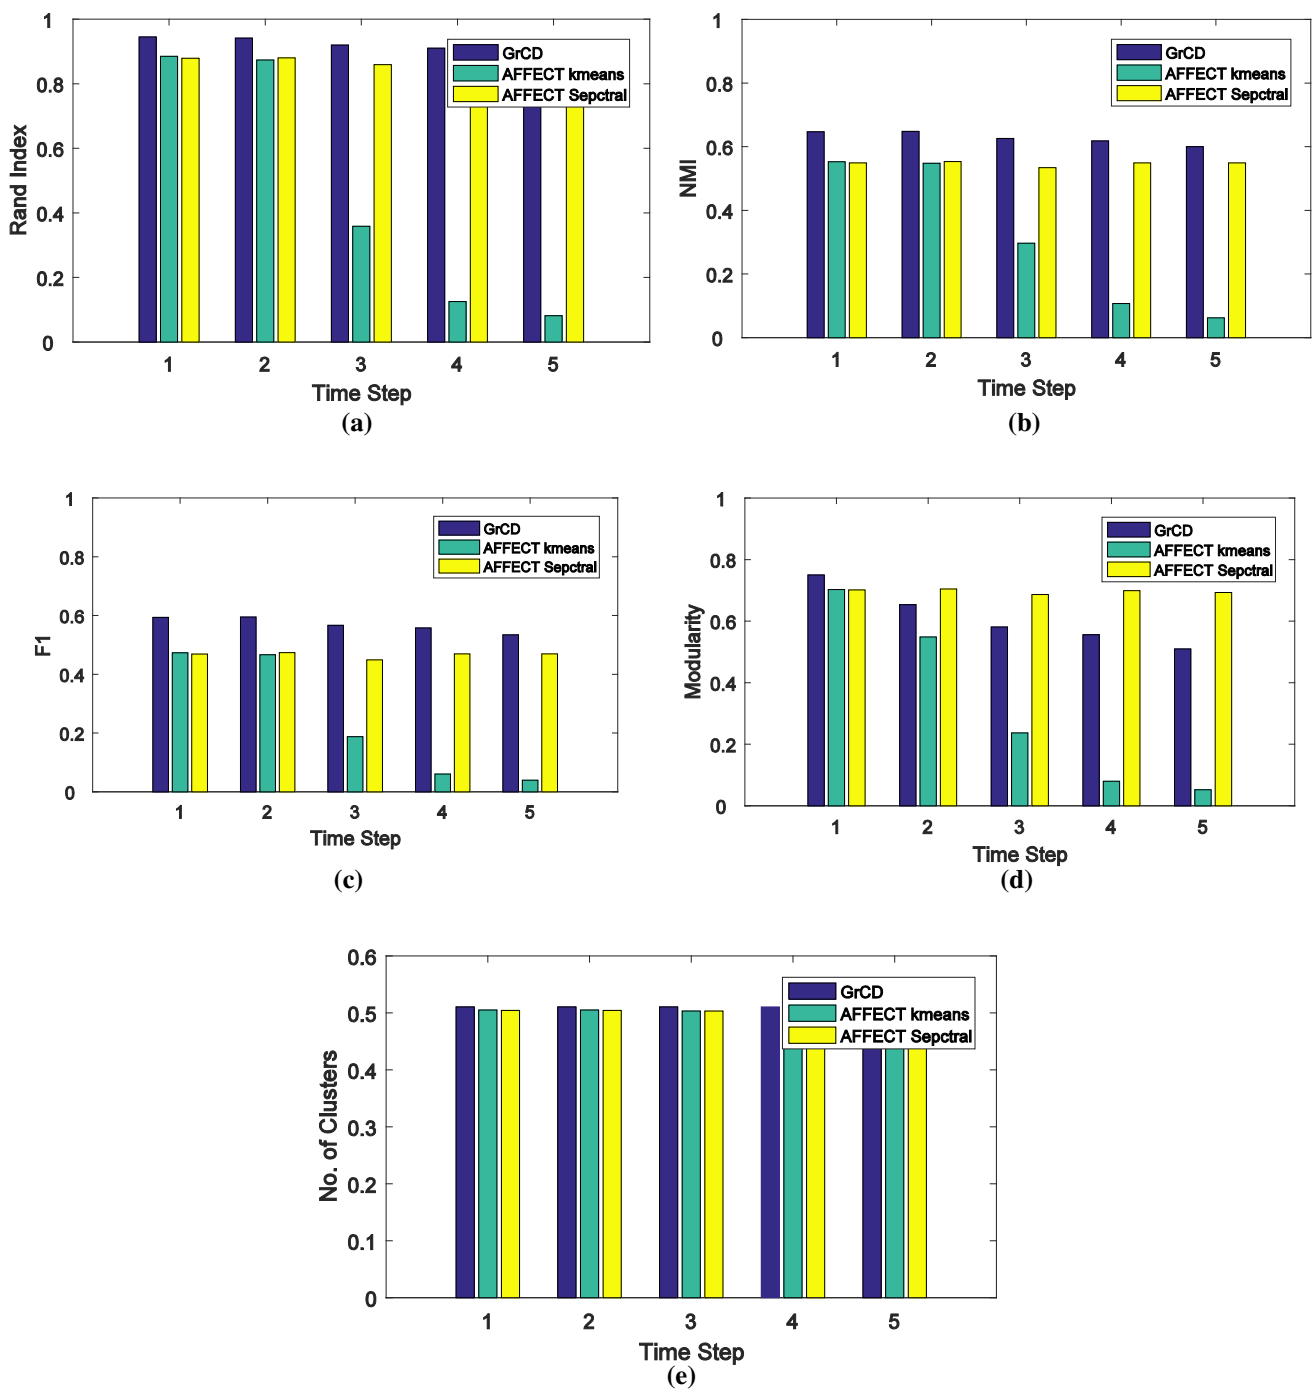 1
0.8
0.6
0.4
0.2
0
Rand Index
GrCD
AFFECT kmeans
AFFECT Sepctral
1 2 3 4 5
Time Step
(a)
1
0.8
0.6
0.4
0.2
0
NMI
GrCD
AFFECT kmeans
AFFECT Sepctral
1 2 3 4 5
Time Step
(b)
1
0.8
0.6
0.4
0.2
0
F1
GrCD
AFFECT kmeans
AFFECT Sepctral
1 2 3 4 5
Time Step
(c)
1
0.8
0.6
0.4
0.2
0
Modularity
GrCD
AFFECT kmeans
AFFECT Sepctral
1 2 3 4 5
Time Step
(d)
0.6
0.5
0.4
0.3
0.2
0.1
0
No. of Clusters
GrCD
AFFECT kmeans
AFFECT Sepctral
1 2 3 4 5
Time Step
(e)